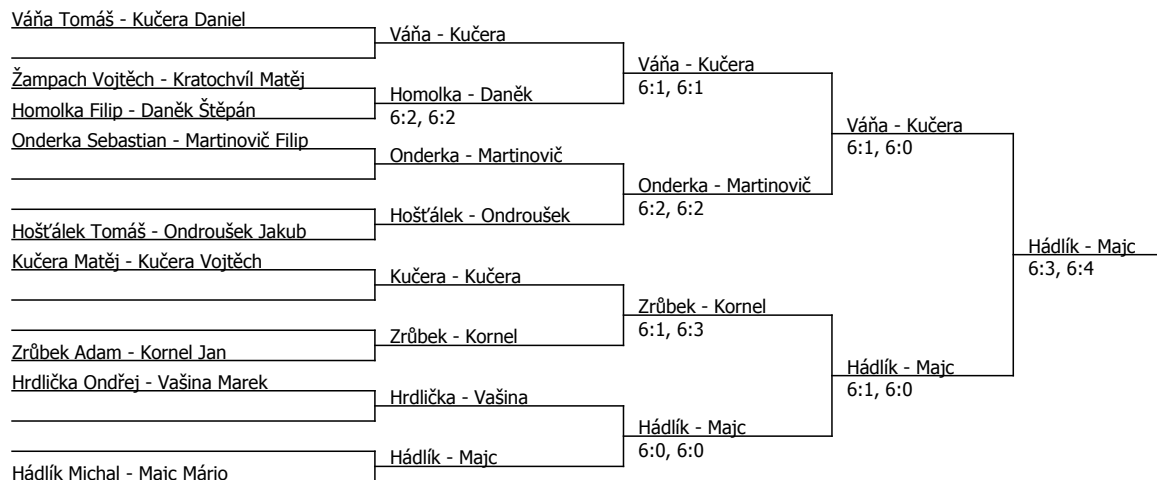 Váňa Tomáš - Kučera Daniel
Váňa - Kučera
Žampach Vojtěch - Kratochvíl Matěj
Homolka - Daněk
6:2, 6:2
Homolka Filip - Daněk Štěpán
Váňa - Kučera
6:1, 6:1
Onderka Sebastian - Martinovič Filip
Onderka - Martinovič
Hošťálek - Ondroušek
Hošťálek Tomáš - Ondroušek Jakub
Onderka - Martinovič
6:2, 6:2
Váňa - Kučera
6:1, 6:0
Kučera Matěj - Kučera Vojtěch
Kučera - Kučera
Zrůbek - Kornel
Zrůbek Adam - Kornel Jan
Zrůbek - Kornel
6:1, 6:3
Hrdlička Ondřej - Vašina Marek
Hrdlička - Vašina
Hádlík - Majc
Hádlík Michal - Majc Mário
Hádlík - Majc
6:0, 6:0
Hádlík - Majc
6:1, 6:0
Hádlík - Majc
6:3, 6:4